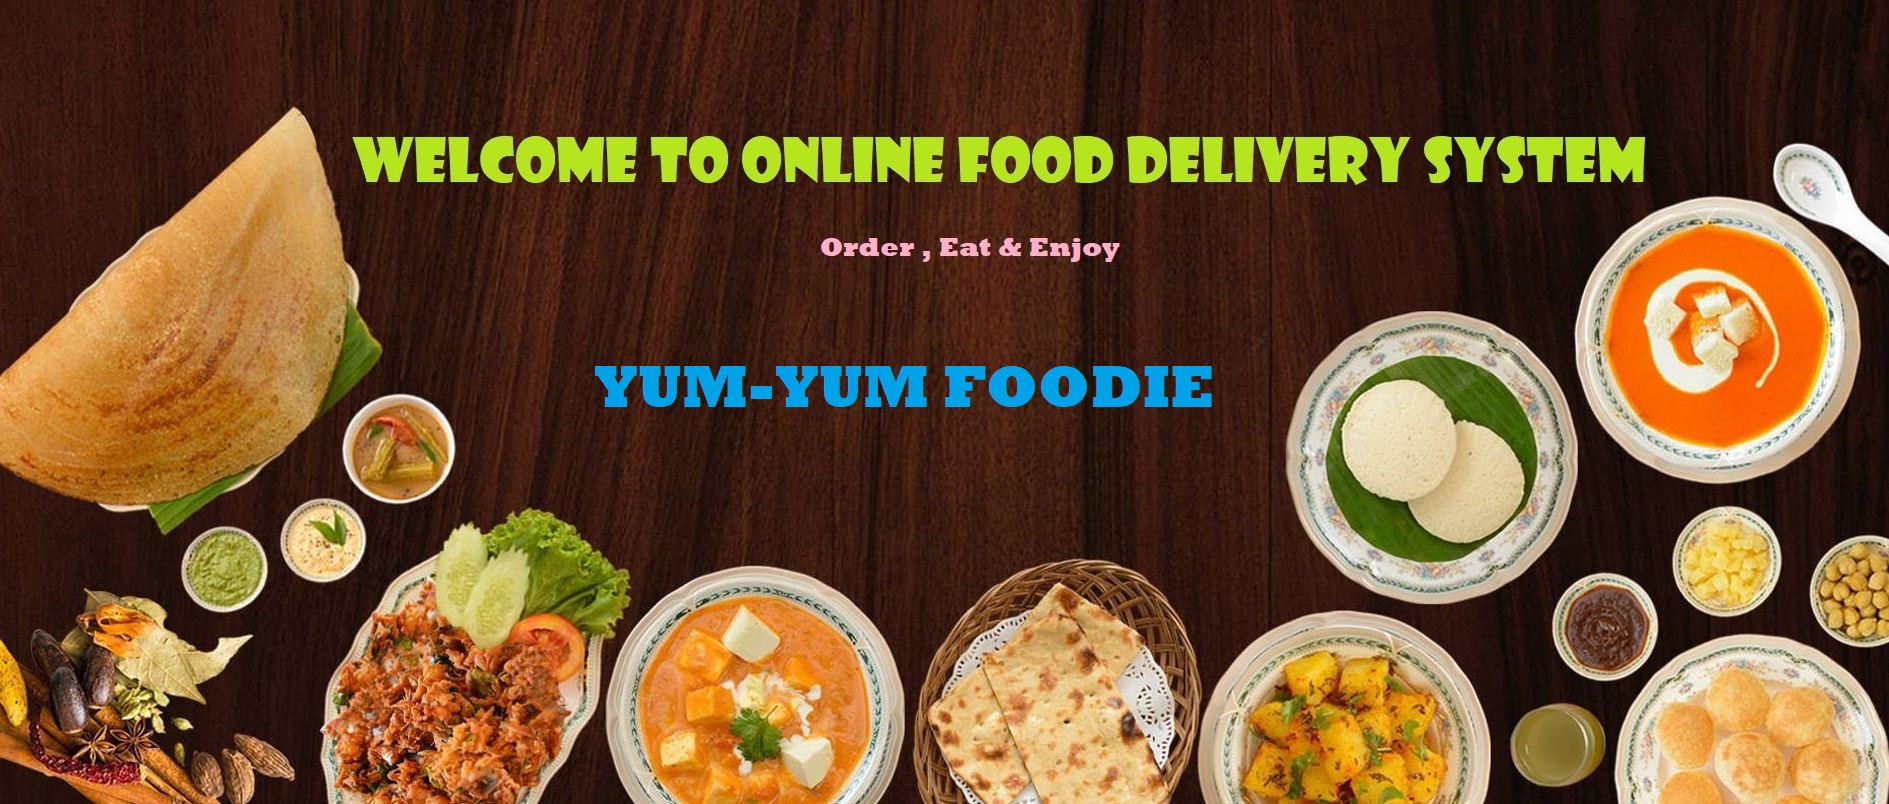 WELCOME TO ONLINE FOOD DELIVERY SYSTEM
Order , Eat & Enjoy
YUM-YUM FOODIE